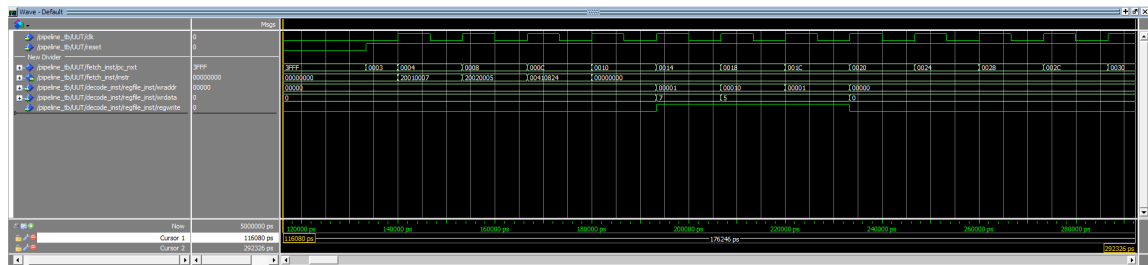 Wave - Default
Msgs
/pipeline_tb/UUT/clk 0
/pipeline_tb/UUT/reset 0
New Divider
/pipeline_tb/UUT/fetch_inst/pc_nxt 3FFF 3FFF 0003 0004 0008 000C 0010 0014 0018 001C 0020 0024 0028 002C 0030
/pipeline_tb/UUT/fetch_inst/instr 00000000 00000000 20010007 20020005 00410824 00000000
/pipeline_tb/UUT/decode_inst/regfile_inst/wraddr 00000 00000 00001 00010 00001 00000
/pipeline_tb/UUT/decode_inst/regfile_inst/wrdata 0 0 7 5 0
/pipeline_tb/UUT/decode_inst/regfile_inst/regwrite 0
Now 5000000 ps 120000 ps 140000 ps 160000 ps 180000 ps 200000 ps 220000 ps 240000 ps 260000 ps 280000 ps
Cursor 1 116080 ps 116080 ps 176246 ps
Cursor 2 292326 ps 292326 ps